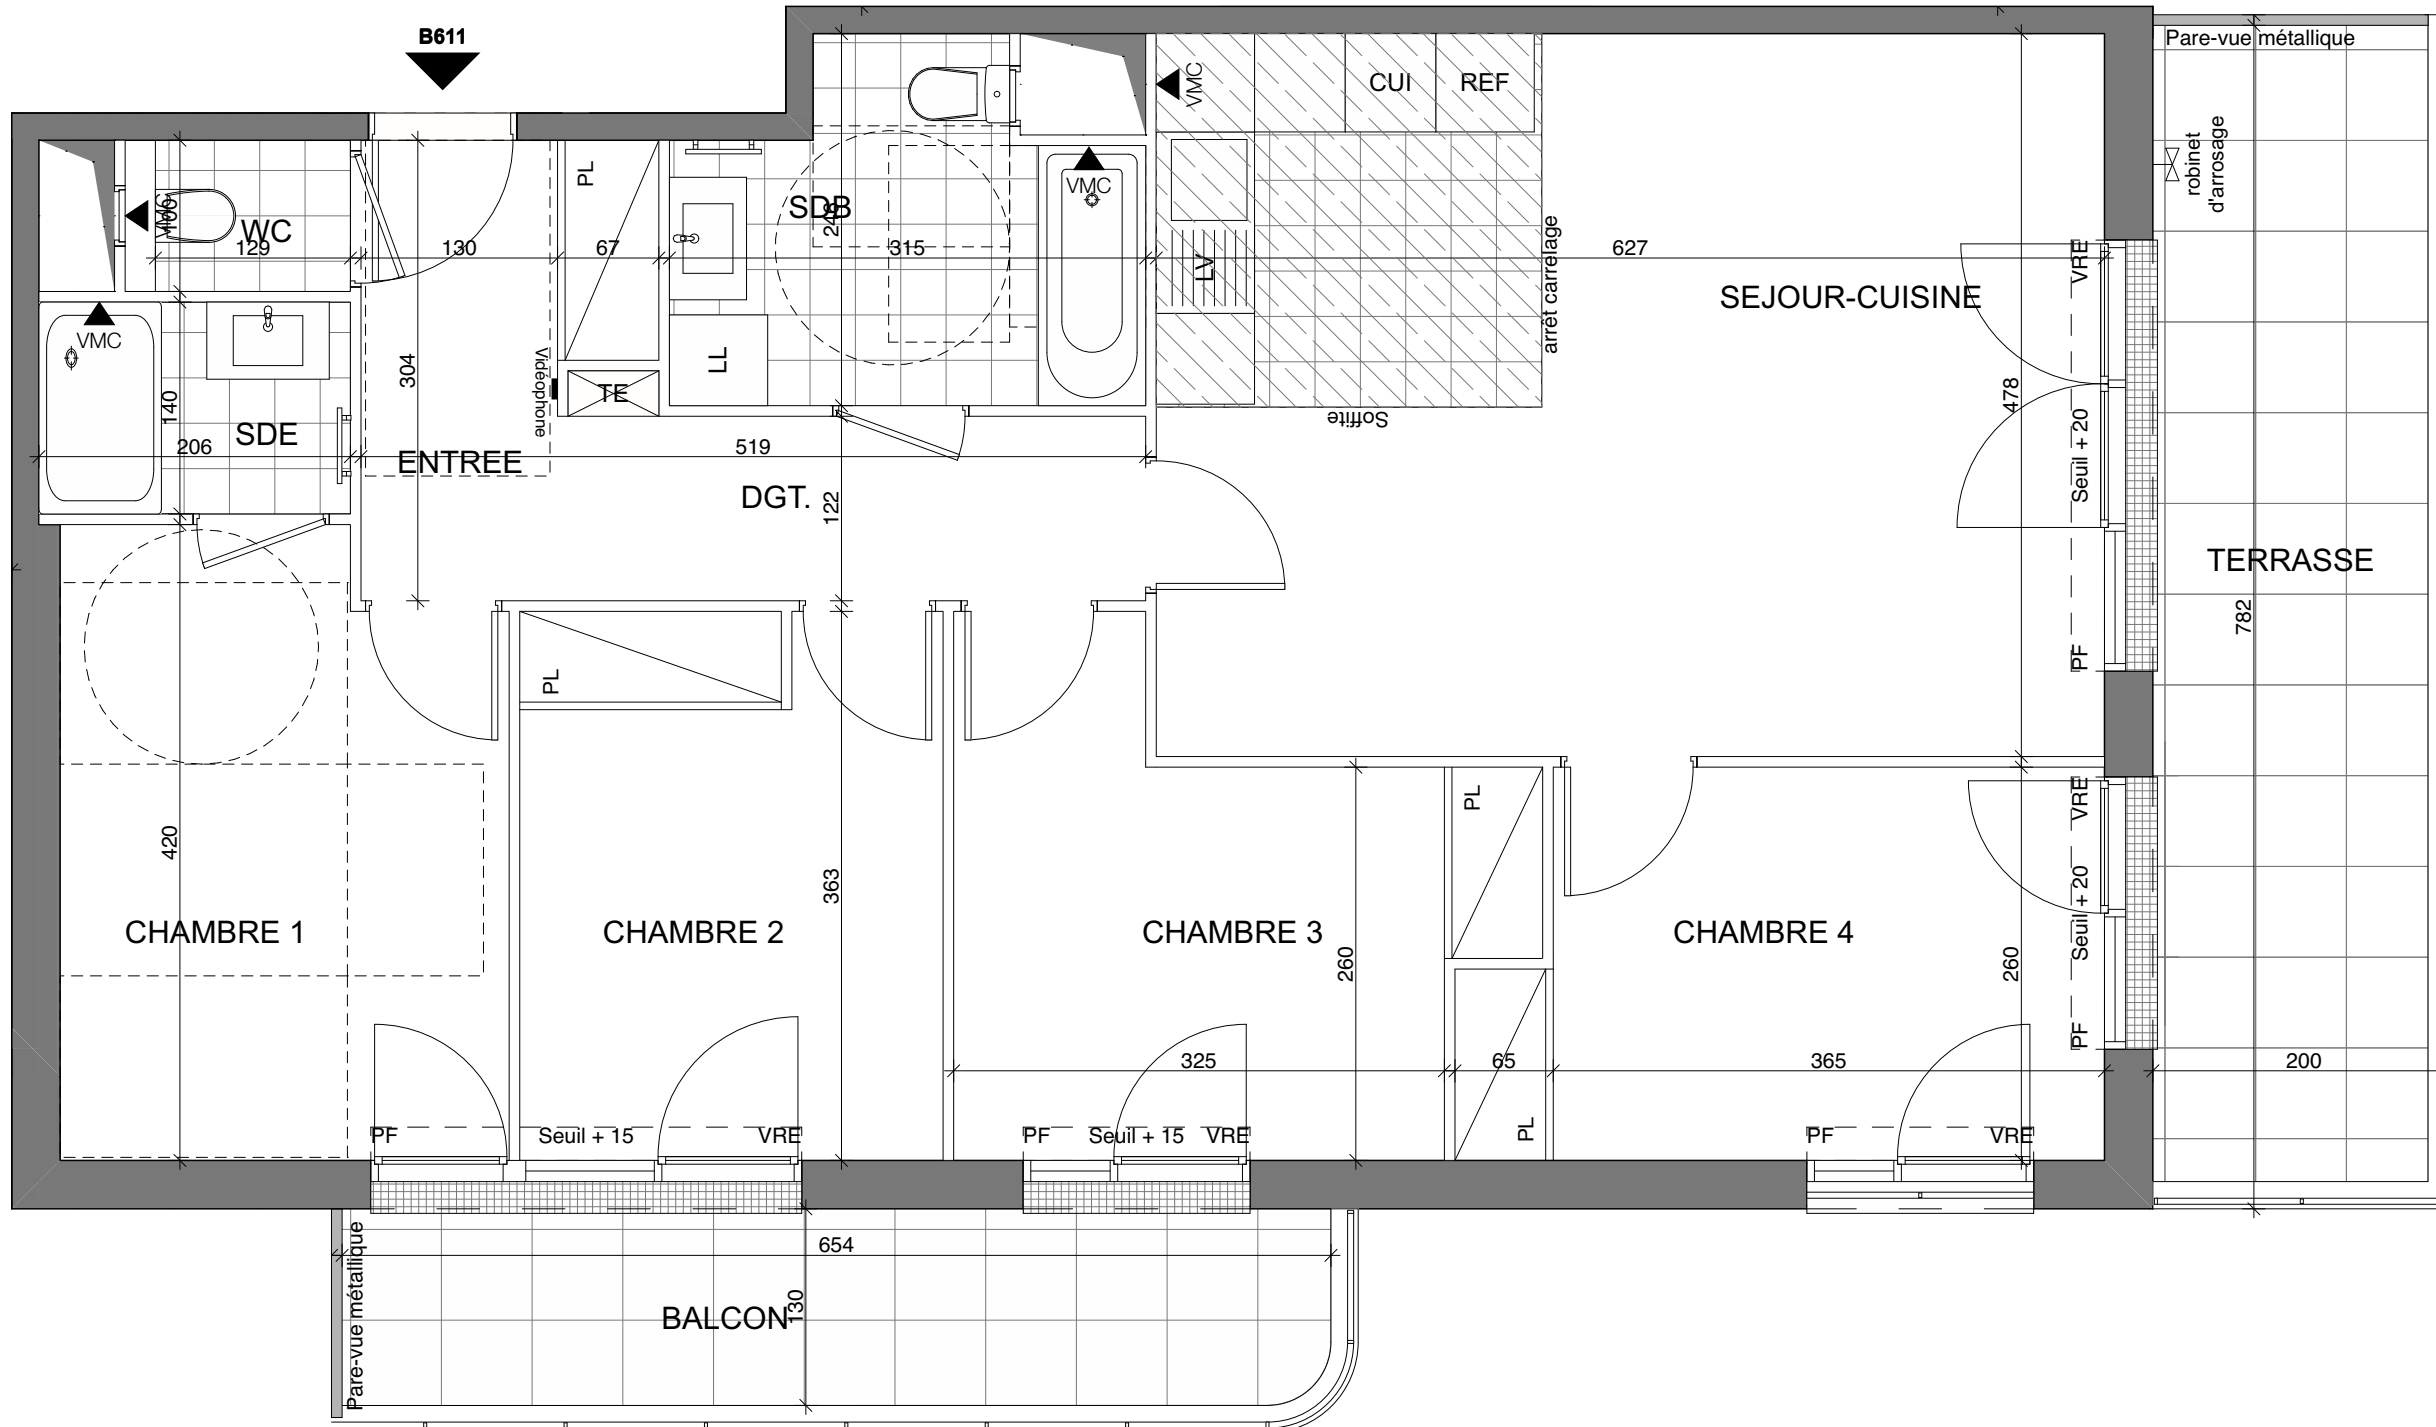 B611
Pare-vue métallique
VMC
CUI
REF
robinet
d'arrosage
PL
VMC
VMC
100
WC
129
130
67
SDB
246
315
LV
627
VRE
SEJOUR-CUISINE
arrêt carrelage
VMC
304
Vidéophone
TE
LL
478
140
SDE
206
ENTREE
519
Soffite
Seuil + 20
DGT.
122
TERRASSE
782
PF
PL
PL
VRE
420
363
CHAMBRE 1
CHAMBRE 2
CHAMBRE 3
260
CHAMBRE 4
260
Seuil + 20
PF
325
65
365
200
PF
Seuil + 15
VRE
PF
Seuil + 15
VRE
PL
PF
VRE
Pare-vue métallique
654
BALCON
130